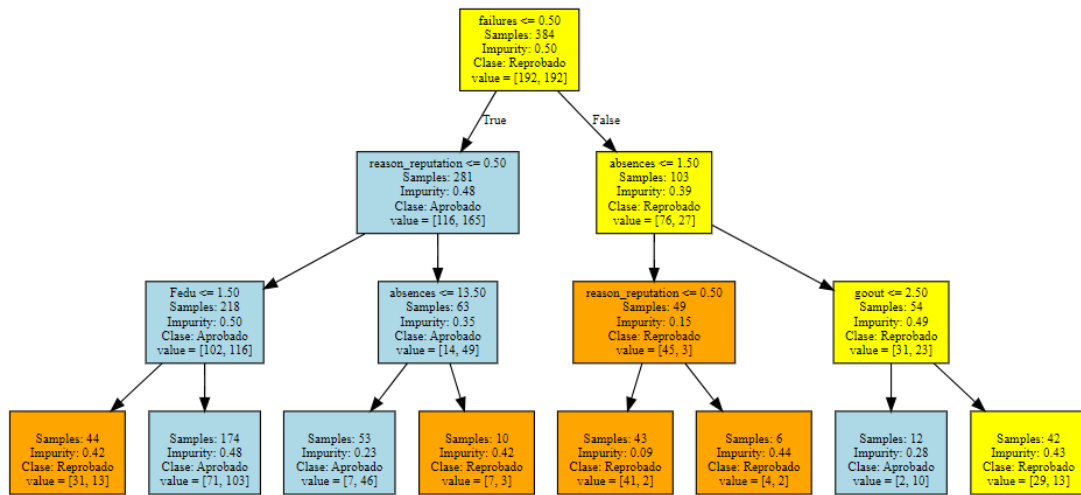 failures <= 0.50
Samples: 384
Impurity: 0.50
Clase: Reprobado
value = [192, 192]
True
False
reason_reputation <= 0.50
Samples: 281
Impurity: 0.48
Clase: Aprobado
value = [116, 165]
absences <= 1.50
Samples: 103
Impurity: 0.39
Clase: Reprobado
value = [76, 27]
Fedu <= 1.50
Samples: 218
Impurity: 0.50
Clase: Aprobado
value = [102, 116]
absences <= 13.50
Samples: 63
Impurity: 0.35
Clase: Aprobado
value = [14, 49]
reason_reputation <= 0.50
Samples: 49
Impurity: 0.15
Clase: Reprobado
value = [45, 3]
goout <= 2.50
Samples: 54
Impurity: 0.49
Clase: Reprobado
value = [31, 23]
Samples: 44
Impurity: 0.42
Clase: Reprobado
value = [31, 13]
Samples: 174
Impurity: 0.48
Clase: Aprobado
value = [71, 103]
Samples: 53
Impurity: 0.23
Clase: Aprobado
value = [7, 46]
Samples: 10
Impurity: 0.42
Clase: Reprobado
value = [7, 3]
Samples: 43
Impurity: 0.09
Clase: Reprobado
value = [41, 2]
Samples: 6
Impurity: 0.44
Clase: Reprobado
value = [4, 2]
Samples: 12
Impurity: 0.28
Clase: Aprobado
value = [2, 10]
Samples: 42
Impurity: 0.43
Clase: Reprobado
value = [29, 13]